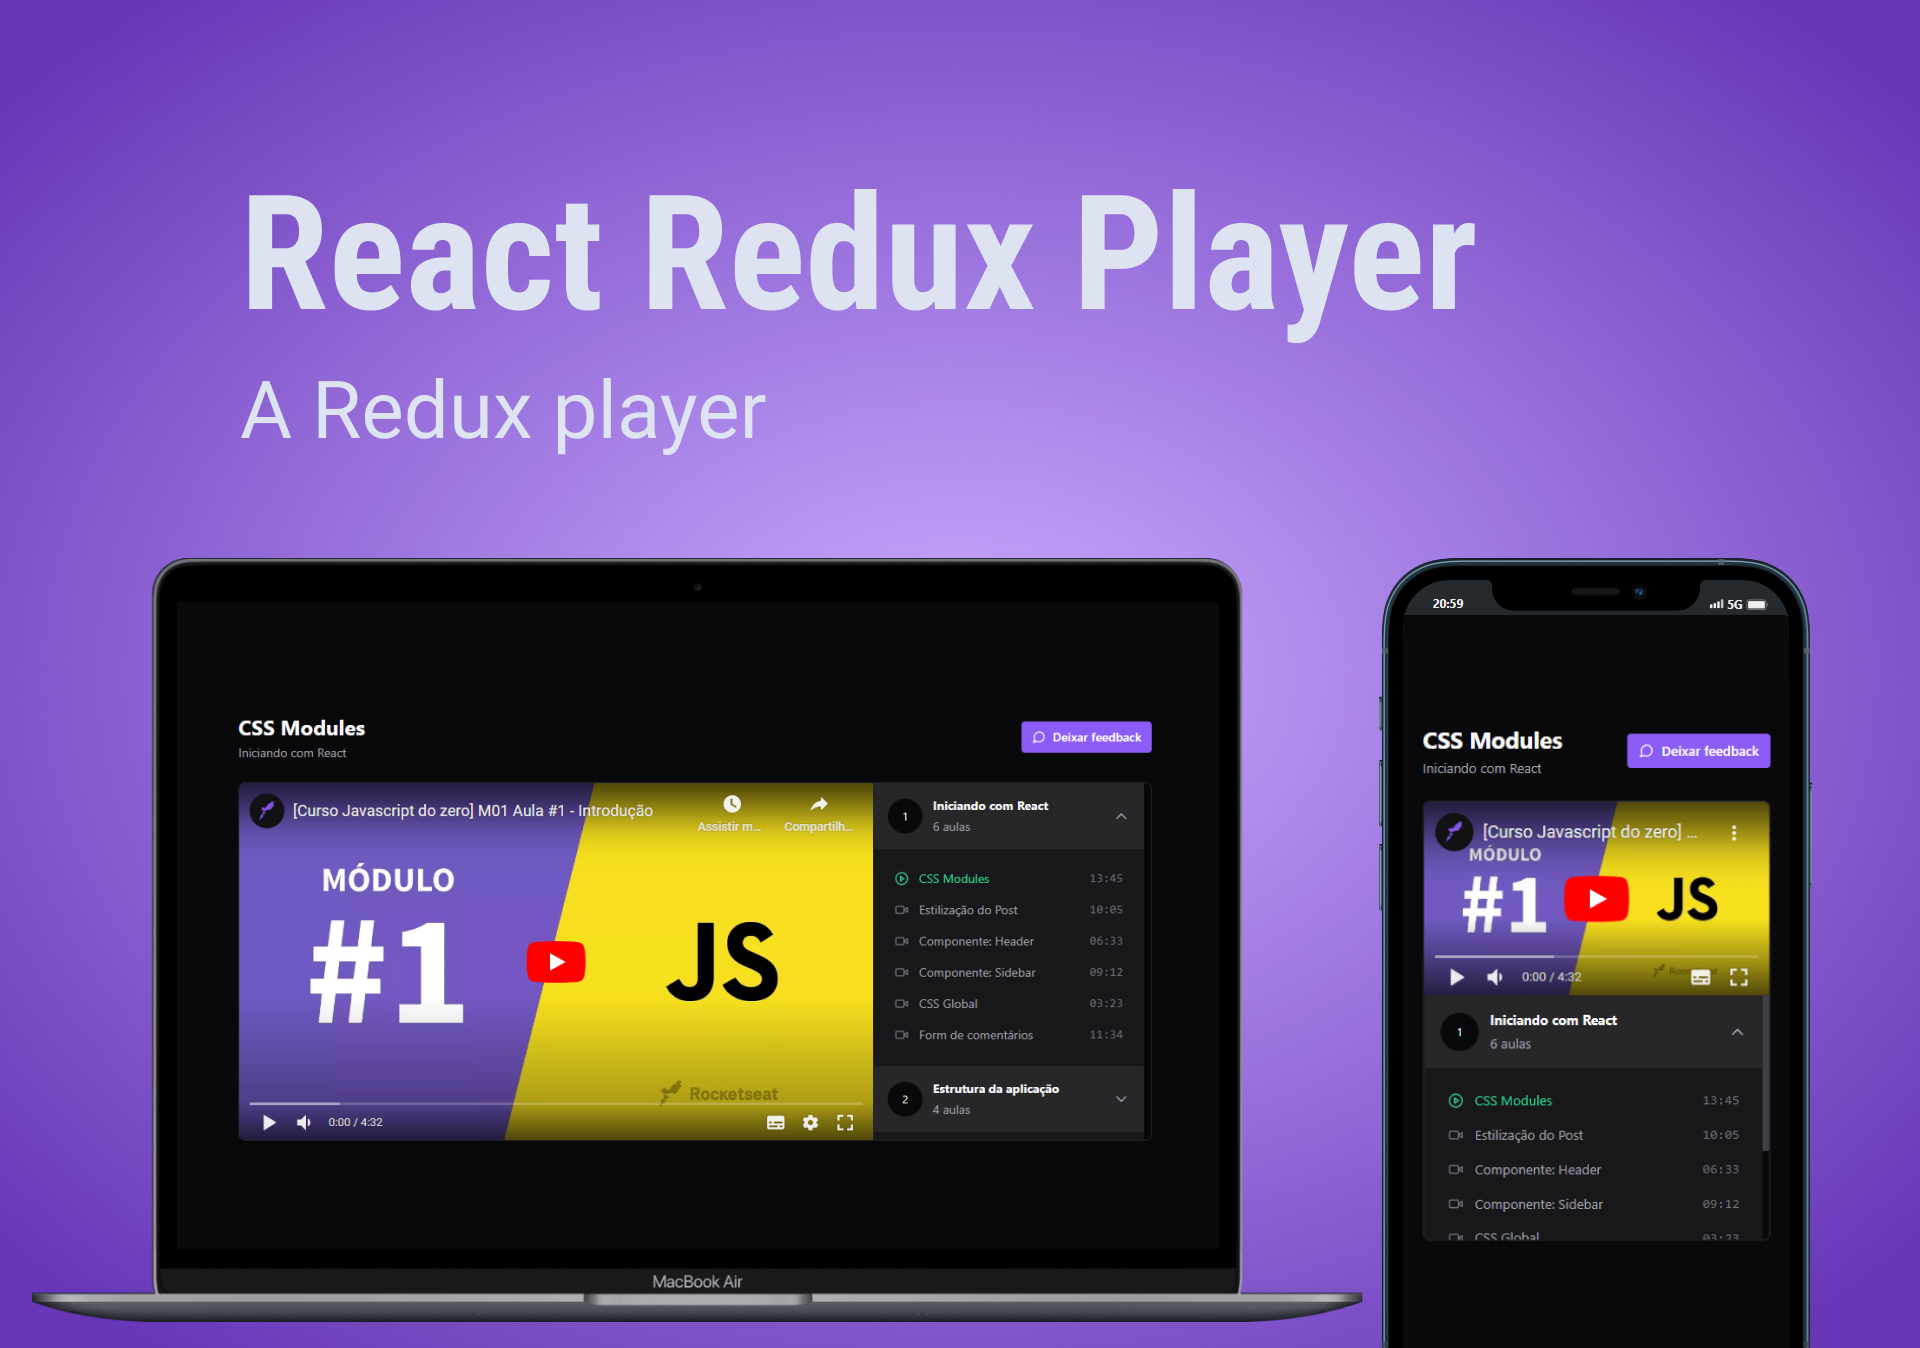 React Redux Player
A Redux player
CSS Modules
Iniciando com React
Deixar feedback
[Curso Javascript do zero] M01 Aula #1 - Introdução
Assistir m...
Compartilh...
MÓDULO
#1
JS
Rocketseat
0:00 / 4:32
1
Iniciando com React
6 aulas
CSS Modules 13:45
Estilização do Post 10:05
Componente: Header 06:33
Componente: Sidebar 09:12
CSS Global 03:23
Form de comentários 11:34
2
Estrutura da aplicação
4 aulas
MacBook Air
20:59
5G
CSS Modules
Iniciando com React
Deixar feedback
[Curso Javascript do zero] ...
MÓDULO
#1
JS
0:00 / 4:32
1
Iniciando com React
6 aulas
CSS Modules 13:45
Estilização do Post 10:05
Componente: Header 06:33
Componente: Sidebar 09:12
CSS Global 03:23